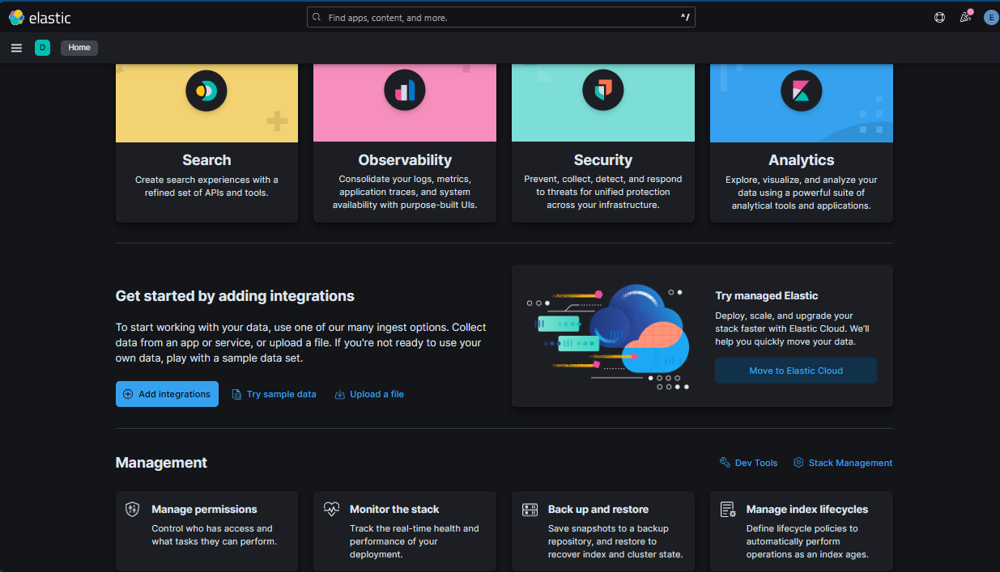 elastic
Find apps, content, and more.
^/
E
D
Home
Search
Create search experiences with a
refined set of APIs and tools.
Observability
Consolidate your logs, metrics,
application traces, and system
availability with purpose-built UIs.
Security
Prevent, collect, detect, and respond
to threats for unified protection
across your infrastructure.
Analytics
Explore, visualize, and analyze your
data using a powerful suite of
analytical tools and applications.
Get started by adding integrations
To start working with your data, use one of our many ingest options. Collect
data from an app or service, or upload a file. If you're not ready to use your
own data, play with a sample data set.
Add integrations
Try sample data
Upload a file
Try managed Elastic
Deploy, scale, and upgrade your
stack faster with Elastic Cloud. We'll
help you quickly move your data.
Move to Elastic Cloud
Management
Dev Tools
Stack Management
Manage permissions
Control who has access and
what tasks they can perform.
Monitor the stack
Track the real-time health and
performance of your
deployment.
Back up and restore
Save snapshots to a backup
repository, and restore to
recover index and cluster state.
Manage index lifecycles
Define lifecycle policies to
automatically perform
operations as an index ages.